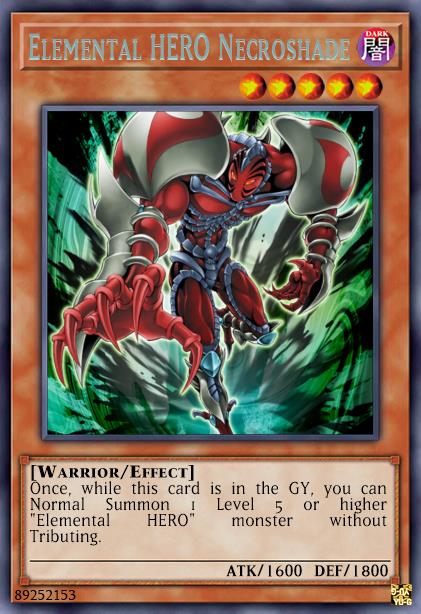 ELEMENTAL HERO NECROSHADE
DARK
闇
[WARRIOR/EFFECT]
Once, while this card is in the GY, you can
Normal Summon 1 Level 5 or higher
"Elemental HERO" monster without
Tributing.
ATK/1600 DEF/1800
89252153